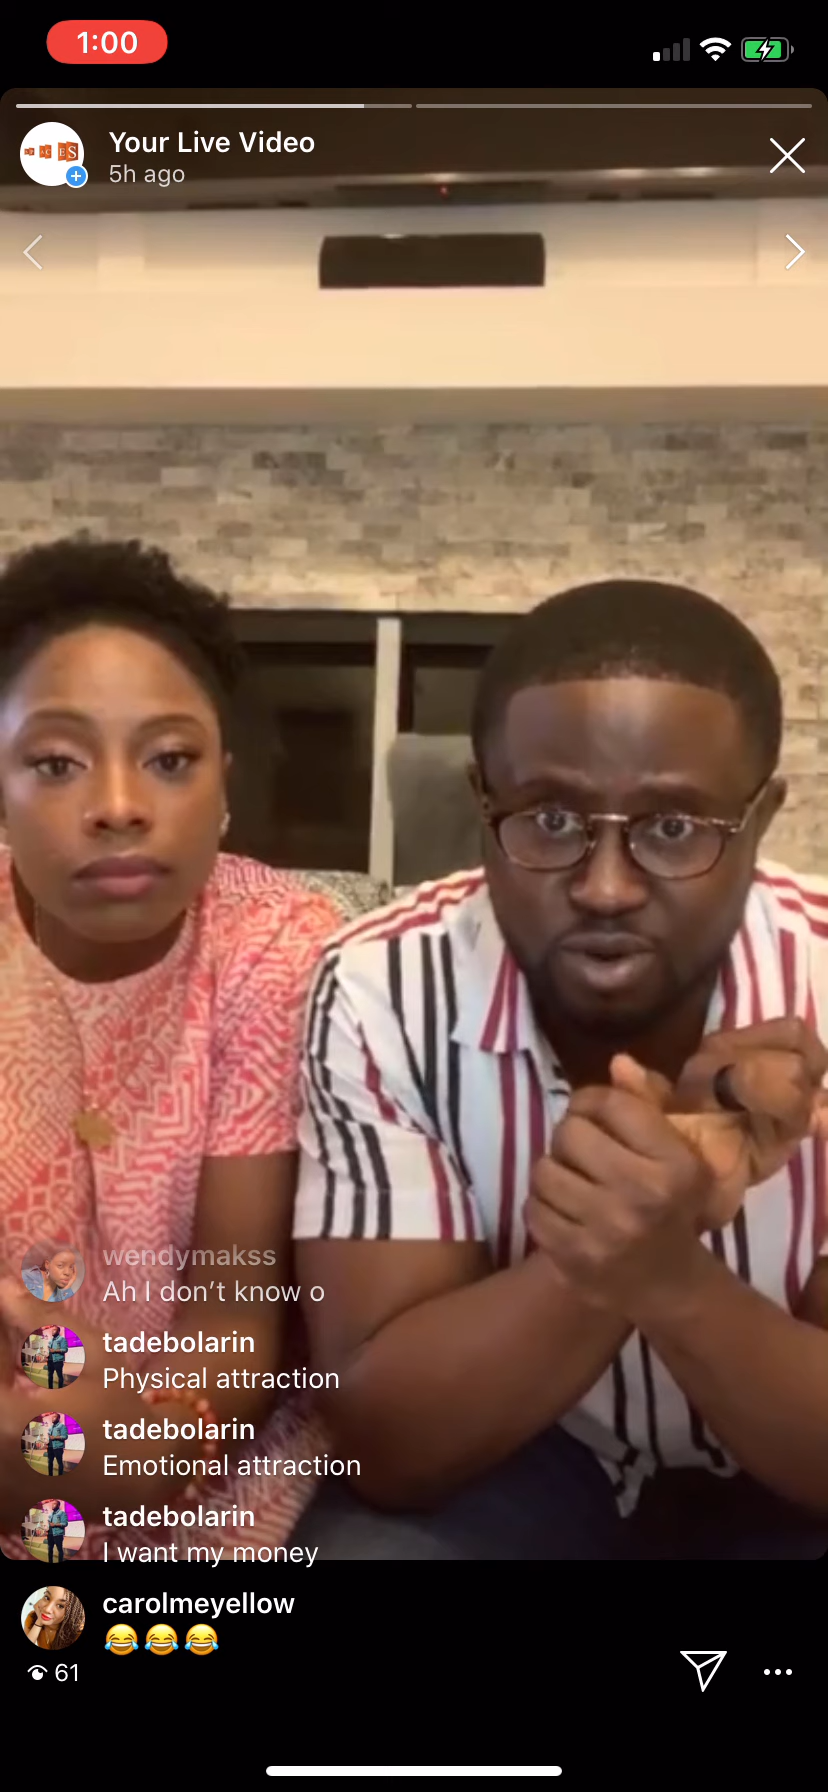 1:00
Your Live Video
5h ago
wendymakss
Ah I don’t know o
tadebolarin
Physical attraction
tadebolarin
Emotional attraction
tadebolarin
I want my money
carolmeyellow
😂😂😂
61